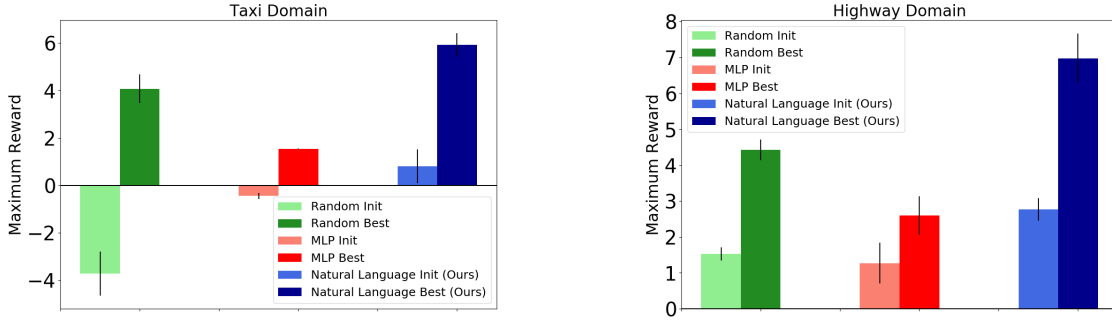 Taxi Domain
Maximum Reward
6
4
2
0
−2
−4
Random Init
Random Best
MLP Init
MLP Best
Natural Language Init (Ours)
Natural Language Best (Ours)
Highway Domain
Maximum Reward
8
7
6
5
4
3
2
1
0
Random Init
Random Best
MLP Init
MLP Best
Natural Language Init (Ours)
Natural Language Best (Ours)